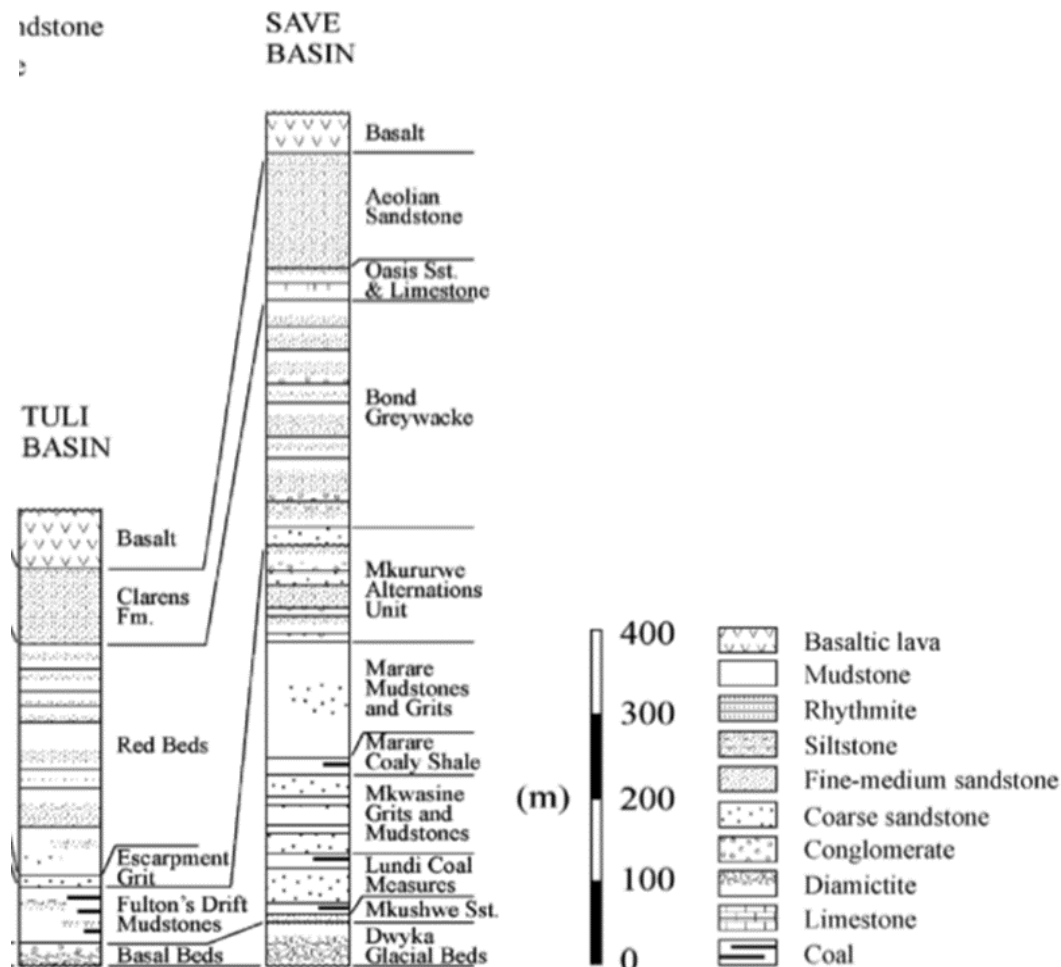 ndstone
SAVE
BASIN
Basalt
Aeolian
Sandstone
Oasis Sst.
& Limestone
Bond
Greywacke
Mkururwe
Alternations
Unit
Marare
Mudstones
and Grits
Marare
Coaly Shale
Mkwasine
Grits and
Mudstones
Lundi Coal
Measures
Mkushwe Sst.
Dwyka
Glacial Beds
TULI
BASIN
Basalt
Clarens
Fm.
Red Beds
Escarpment
Grit
Fulton's Drift
Mudstones
Basal Beds
400
300
(m)
200
100
0
Basaltic lava
Mudstone
Rhythmite
Siltstone
Fine-medium sandstone
Coarse sandstone
Conglomerate
Diamictite
Limestone
Coal